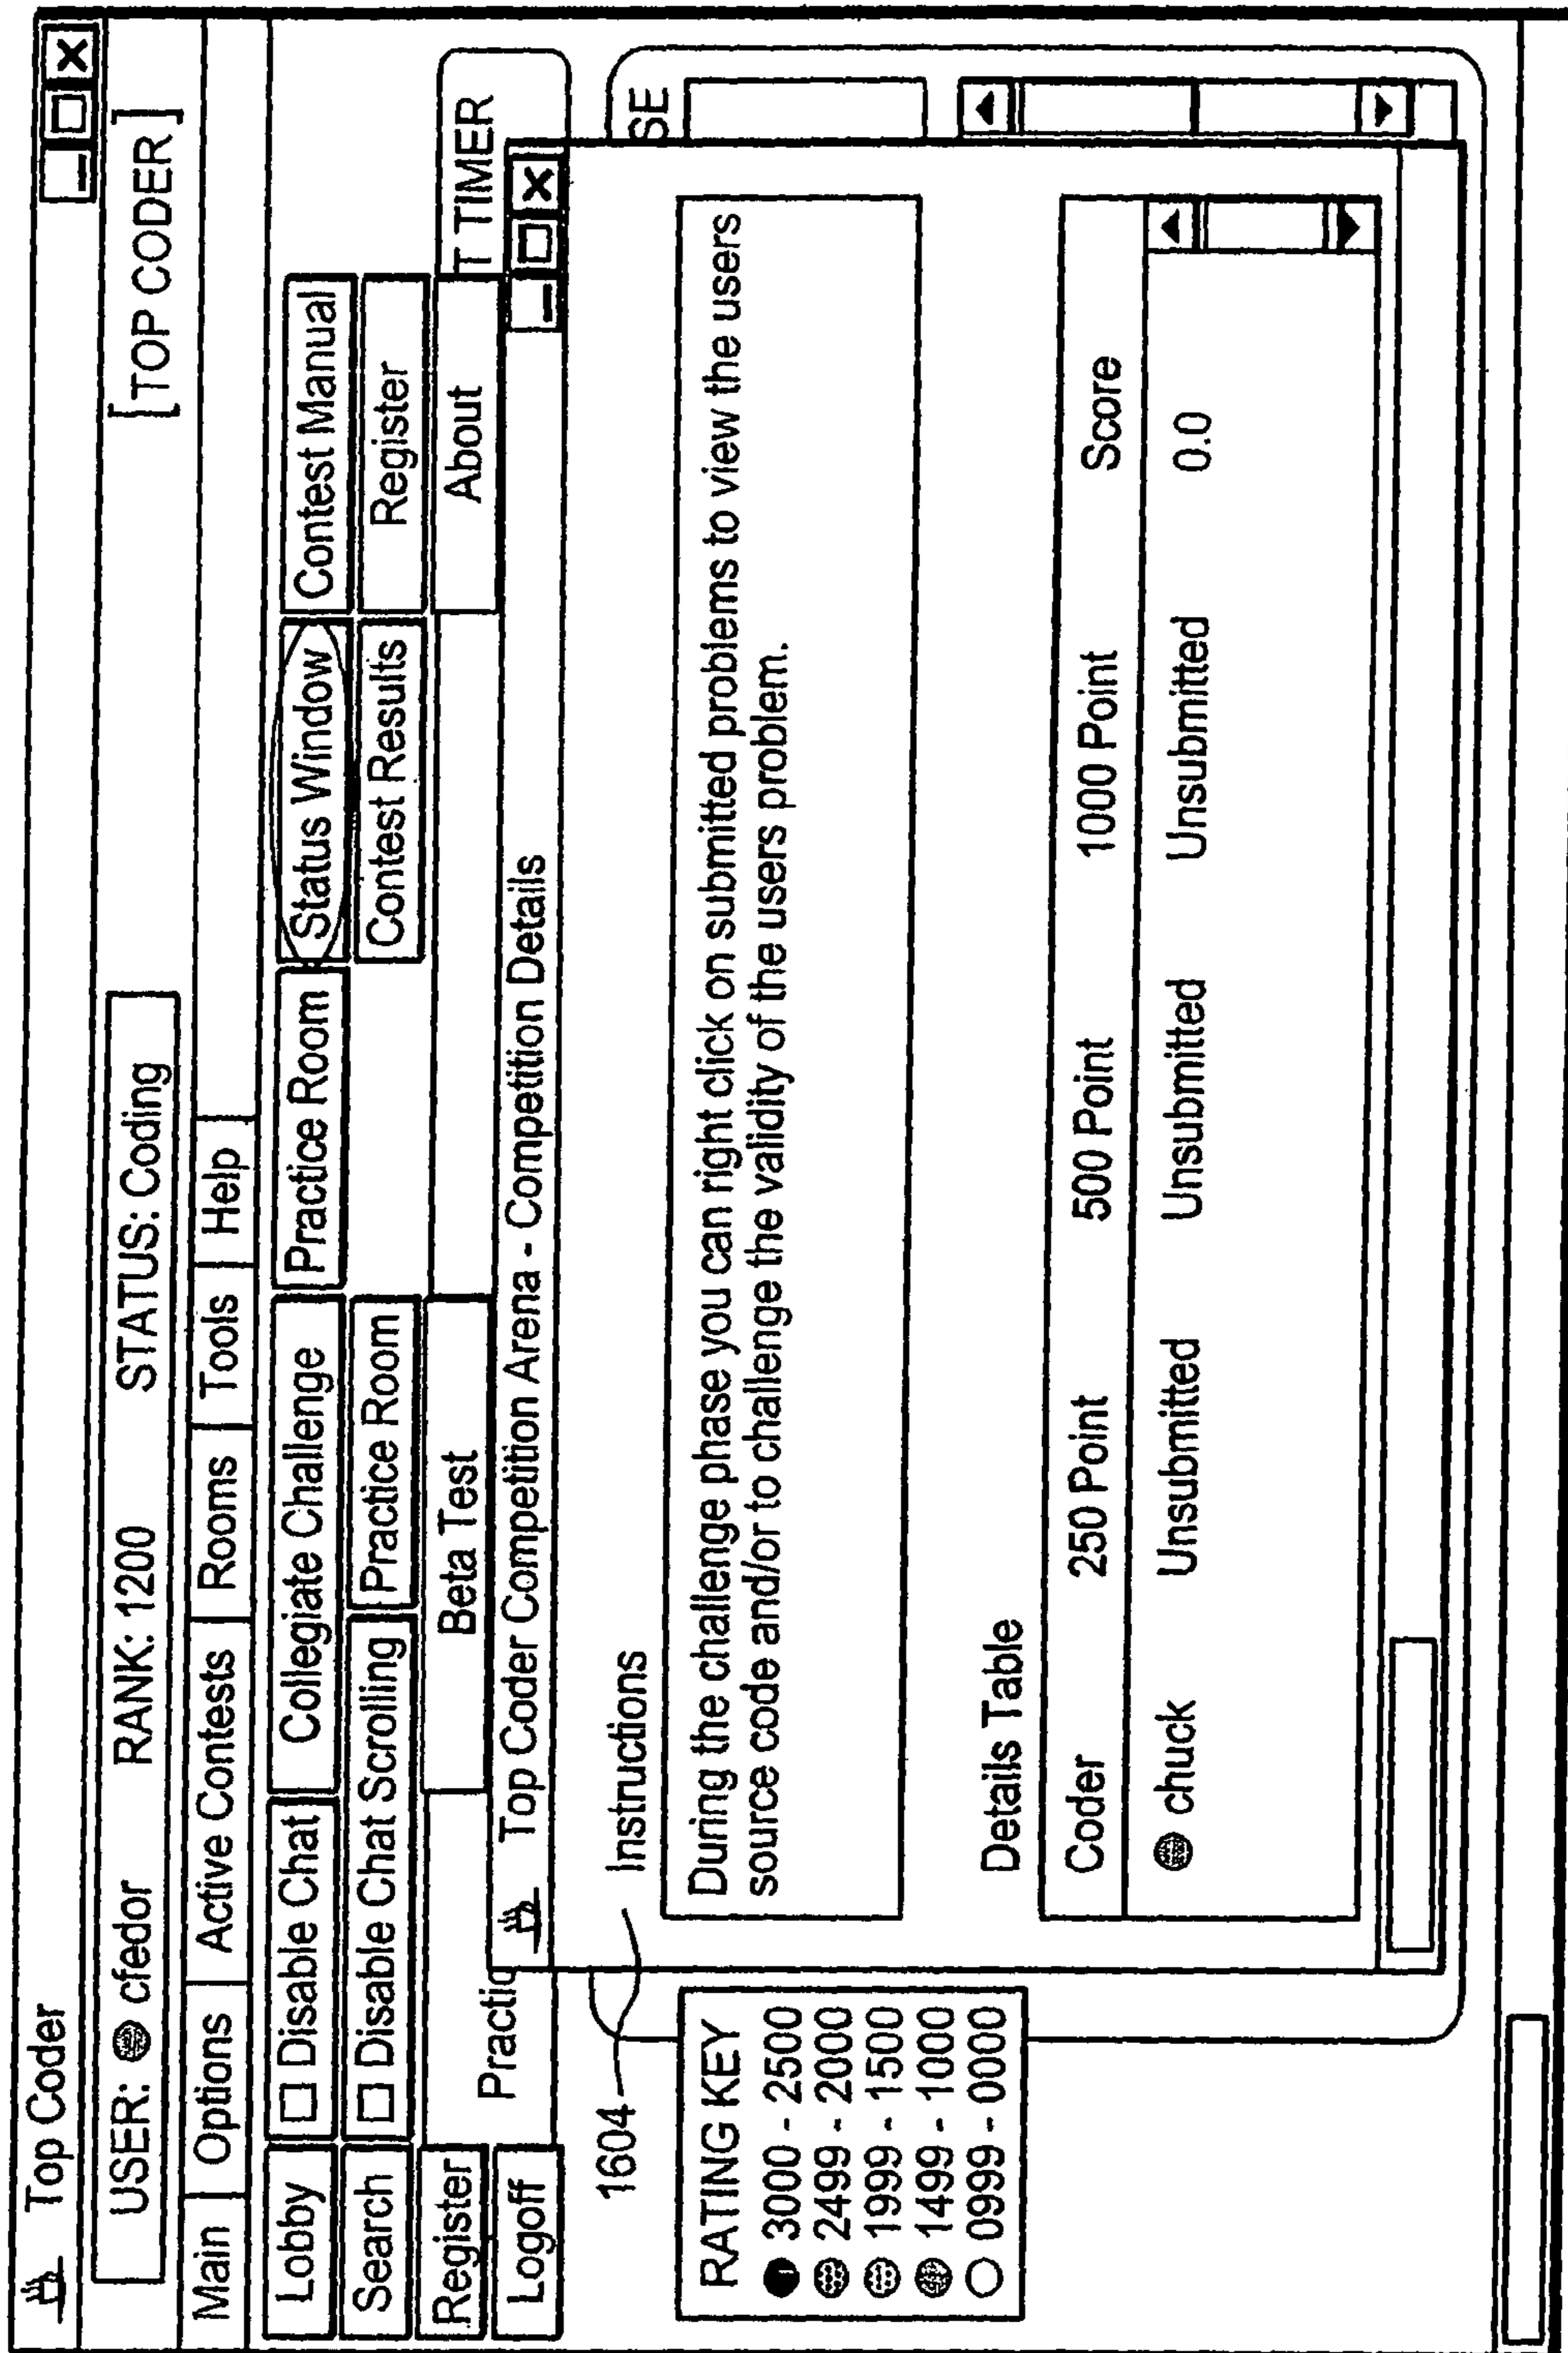 Top Coder
USER: cfedor RANK: 1200 STATUS: Coding [TOP CODER]
Main Options Active Contests Rooms Tools Help
Lobby Disable Chat Collegiate Challenge Practice Room Status Window Contest Manual
Search Disable Chat Scrolling Practice Room Contest Results Register
Register Beta Test About
Logoff Practic T TIMER
Top Coder Competition Arena - Competition Details
1604 Instructions
SE
During the challenge phase you can right click on submitted problems to view the users
source code and/or to challenge the validity of the users problem.
RATING KEY
3000 - 2500
2499 - 2000
1999 - 1500
1499 - 1000
0999 - 0000
Details Table
Coder 250 Point 500 Point 1000 Point Score
chuck Unsubmitted Unsubmitted Unsubmitted 0.0